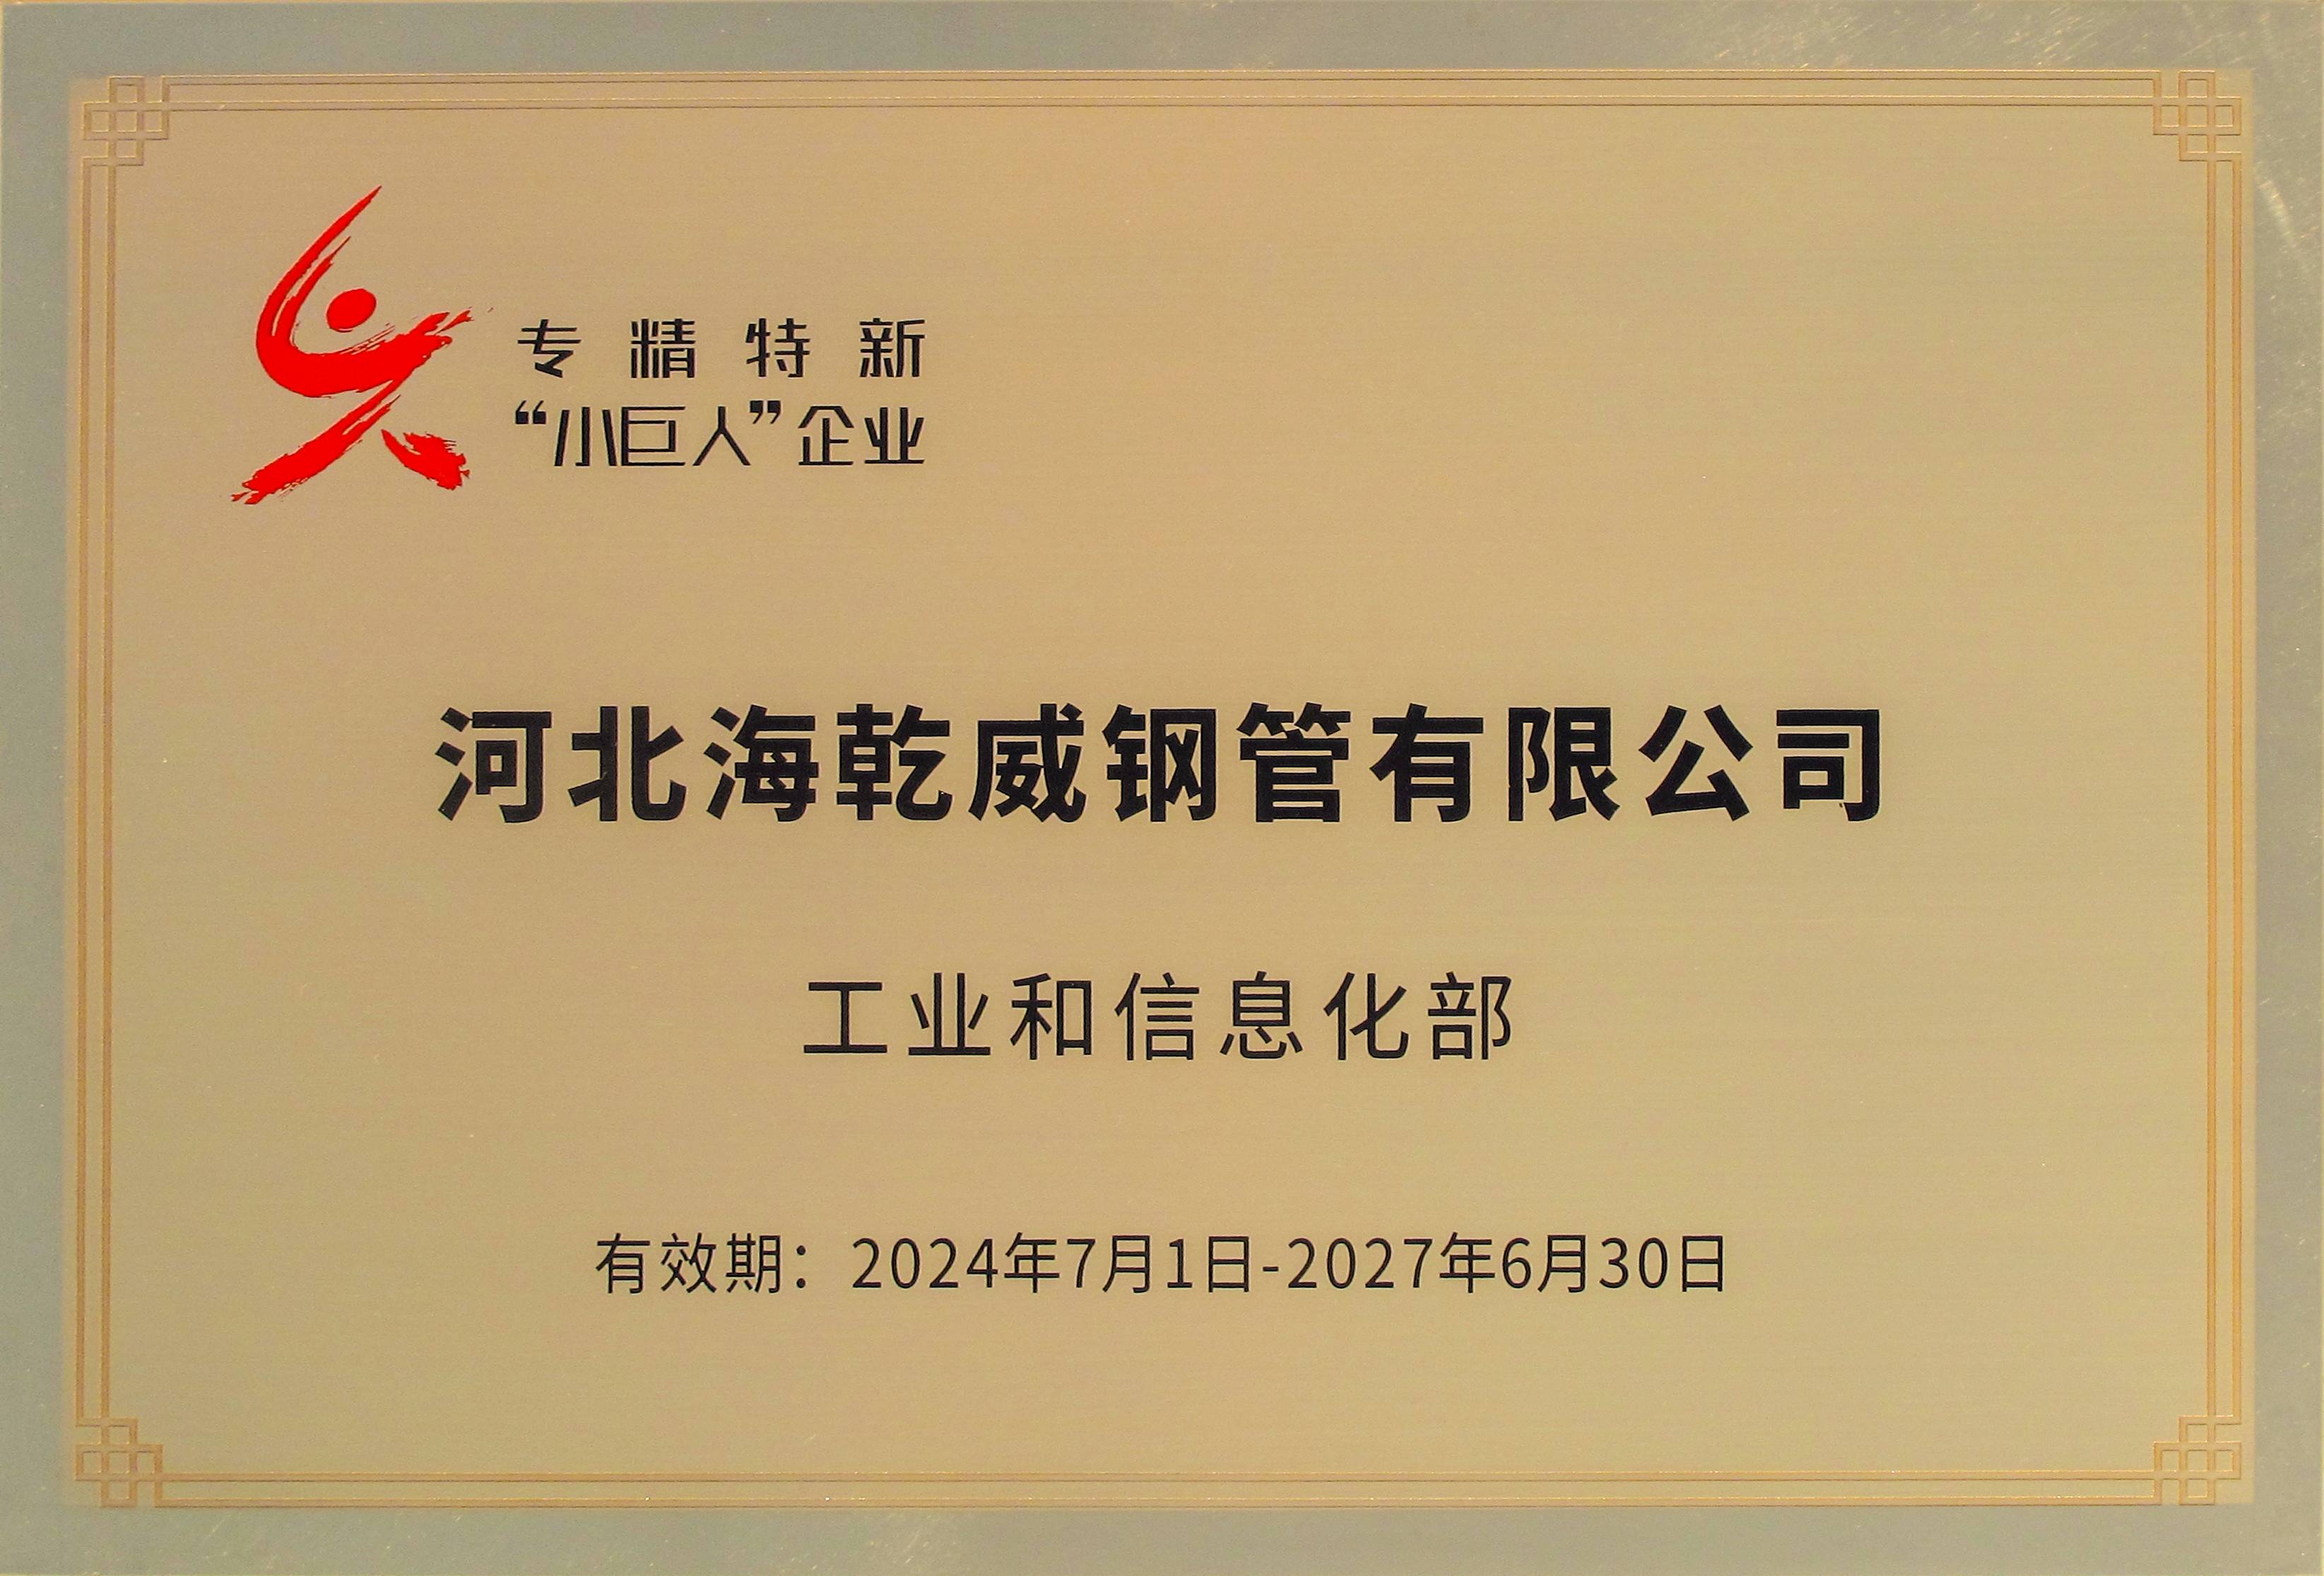 专精特新
“小巨人”企业
河北海乾威钢管有限公司
工业和信息化部
有效期：2024年7月1日-2027年6月30日